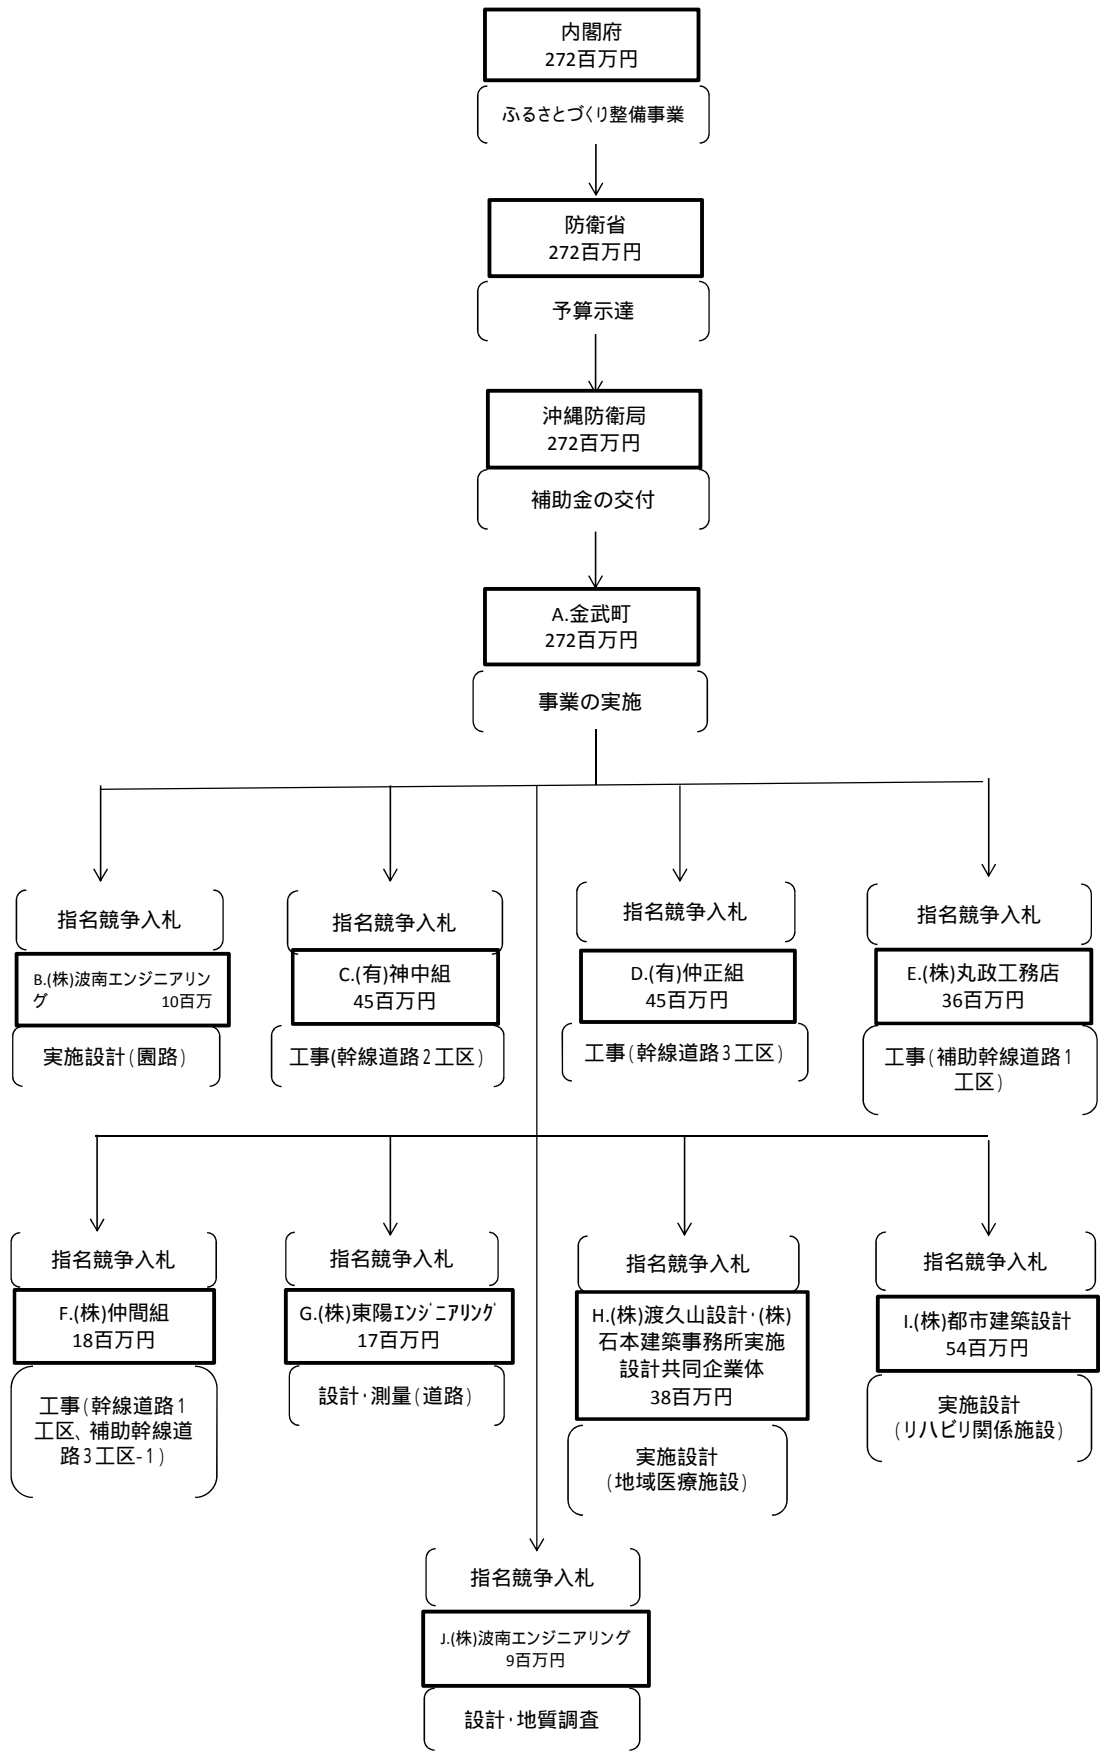 内閣府
272百万円
ふるさとづくり整備事業
防衛省
272百万円
予算示達
沖縄防衛局
272百万円
補助金の交付
A.金武町
272百万円
事業の実施
指名競争入札
B.(株)波南エンジニアリン
グ 10百万
実施設計(園路)
指名競争入札
C.(有)神中組
45百万円
工事(幹線道路2工区)
指名競争入札
D.(有)仲正組
45百万円
工事(幹線道路3工区)
指名競争入札
E.(株)丸政工務店
36百万円
工事(補助幹線道路1
工区)
指名競争入札
F.(株)仲間組
18百万円
工事(幹線道路1
工区、補助幹線道
路3工区-1)
指名競争入札
G.(株)東陽ｴﾝｼﾞﾆｱﾘﾝｸﾞ
17百万円
設計・測量(道路)
指名競争入札
H.(株)渡久山設計・(株)
石本建築事務所実施
設計共同企業体
38百万円
実施設計
(地域医療施設)
指名競争入札
I.(株)都市建築設計
54百万円
実施設計
(リハビリ関係施設)
指名競争入札
J.(株)波南エンジニアリング
9百万円
設計・地質調査